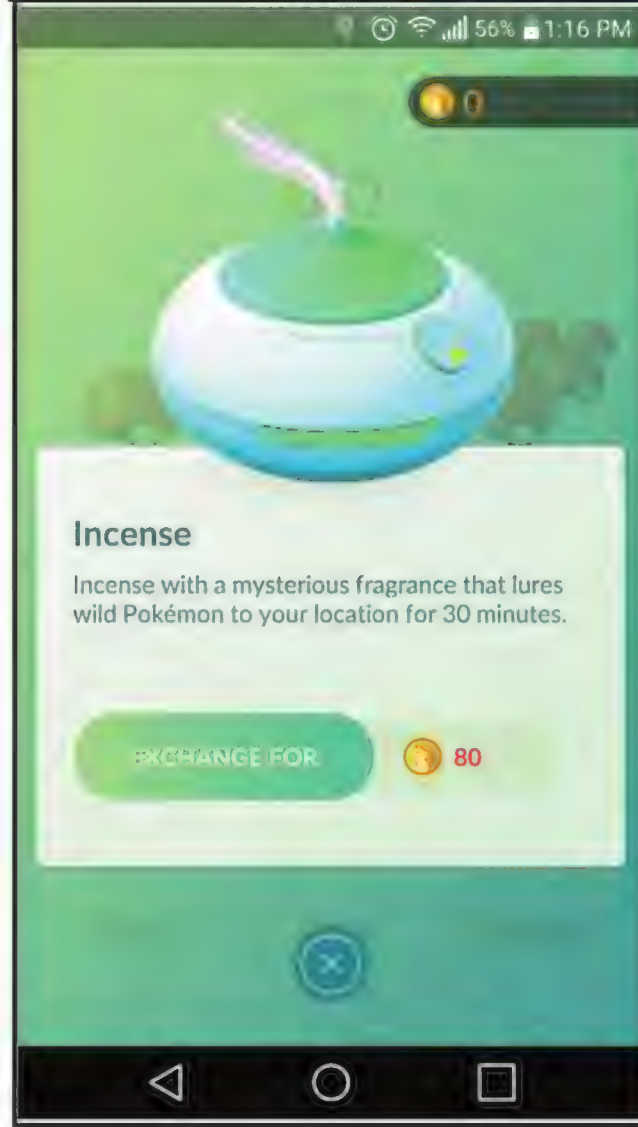 56% 1:16 PM
0
Incense
Incense with a mysterious fragrance that lures
wild Pokémon to your location for 30 minutes.
EXCHANGE FOR 80